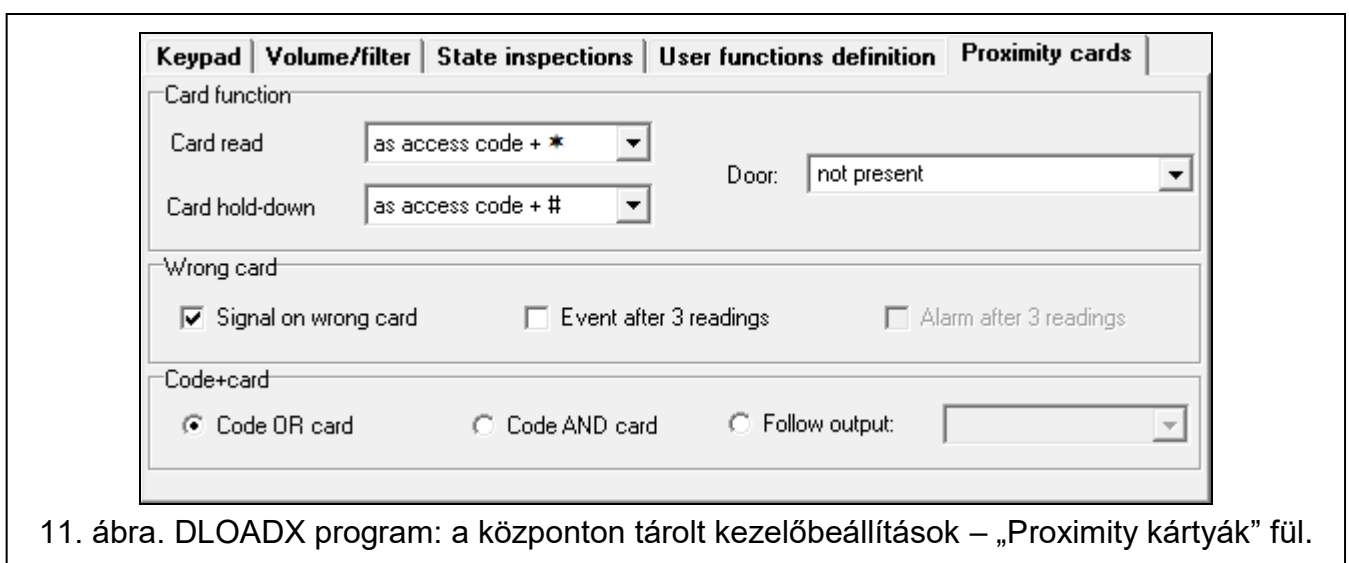 Keypad Volume/filter State inspections User functions definition Proximity cards
Card function
Card read as access code + *
Door: not present
Card hold-down as access code + #
Wrong card
Signal on wrong card Event after 3 readings Alarm after 3 readings
Code+card
Code OR card Code AND card Follow output:
11. ábra. DLOADX program: a központon tárolt kezelőbeállítások – „Proximity kártyák” fül.